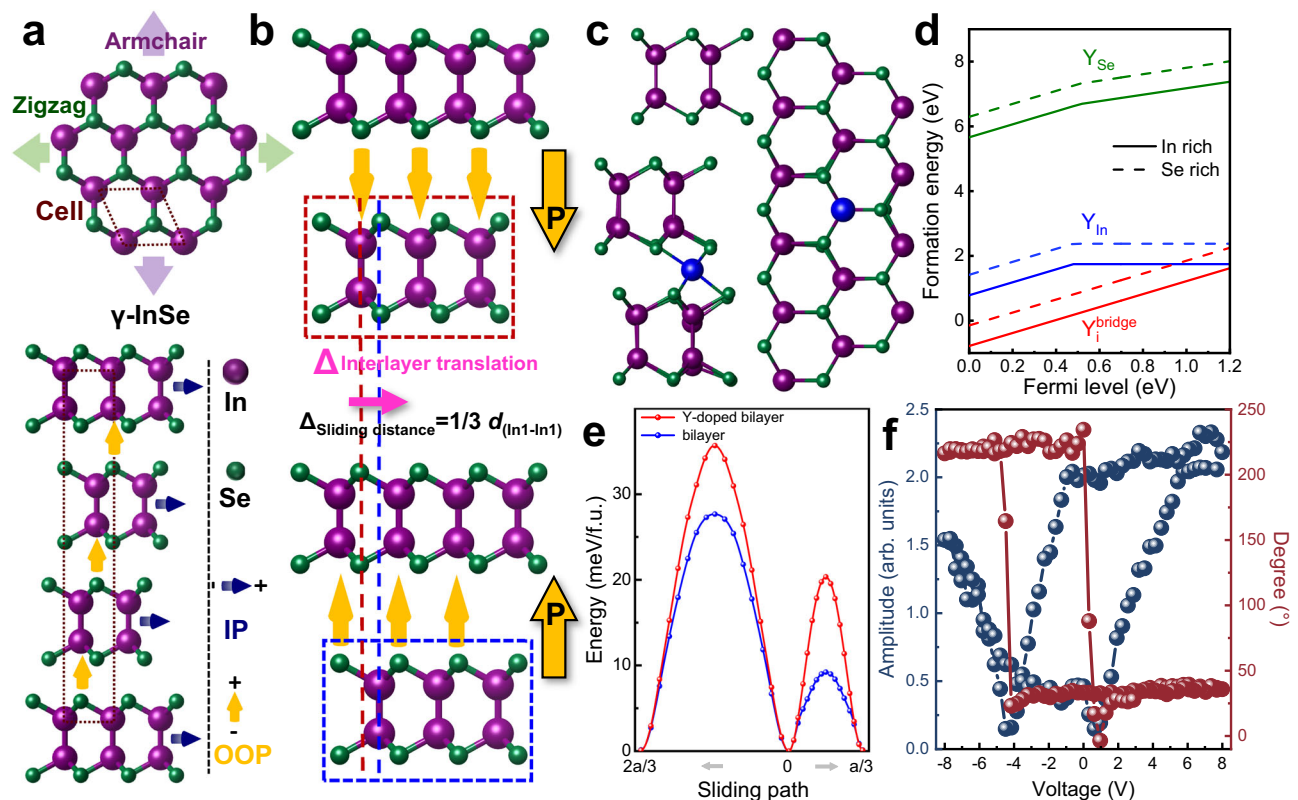 a
Armchair
Zigzag
Cell
γ-InSe
In
Se
- +
IP
+
-
OOP
b
P
Δ Interlayer translation
Δ Sliding distance=1/3 d(In1-In1)
P
c
d
Formation energy (eV)
8
6
4
2
0
YSe
In rich
Se rich
YIn
Yi bridge
0.0 0.2 0.4 0.6 0.8 1.0 1.2
Fermi level (eV)
e
Y-doped bilayer
bilayer
Energy (meV/f.u.)
30
20
10
0
2a/3 0 a/3
Sliding path
f
Amplitude (arb. units)
2.5
2.0
1.5
1.0
0.5
0.0
250
200
150
100
50
0
Degree (°)
-8 -6 -4 -2 0 2 4 6 8
Voltage (V)